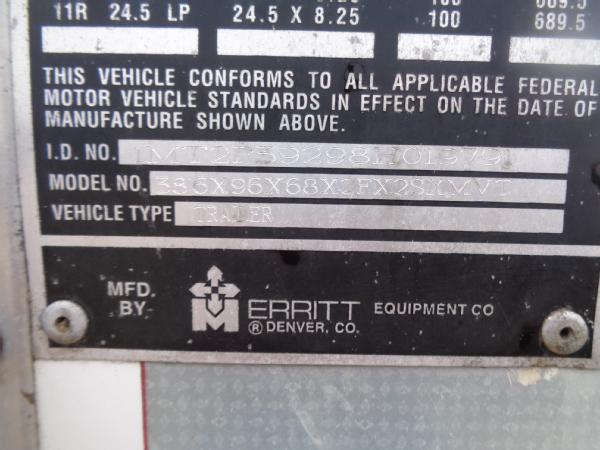 11R 24.5 LP 24.5 X 8.25 100 689.5
THIS VEHICLE CONFORMS TO ALL APPLICABLE FEDERAL
MOTOR VEHICLE STANDARDS IN EFFECT ON THE DATE OF
MANUFACTURE SHOWN ABOVE.
I.D. NO.
MODEL NO.
VEHICLE TYPE TRAILER
MFD. BY MERRITT EQUIPMENT CO
® DENVER, CO.